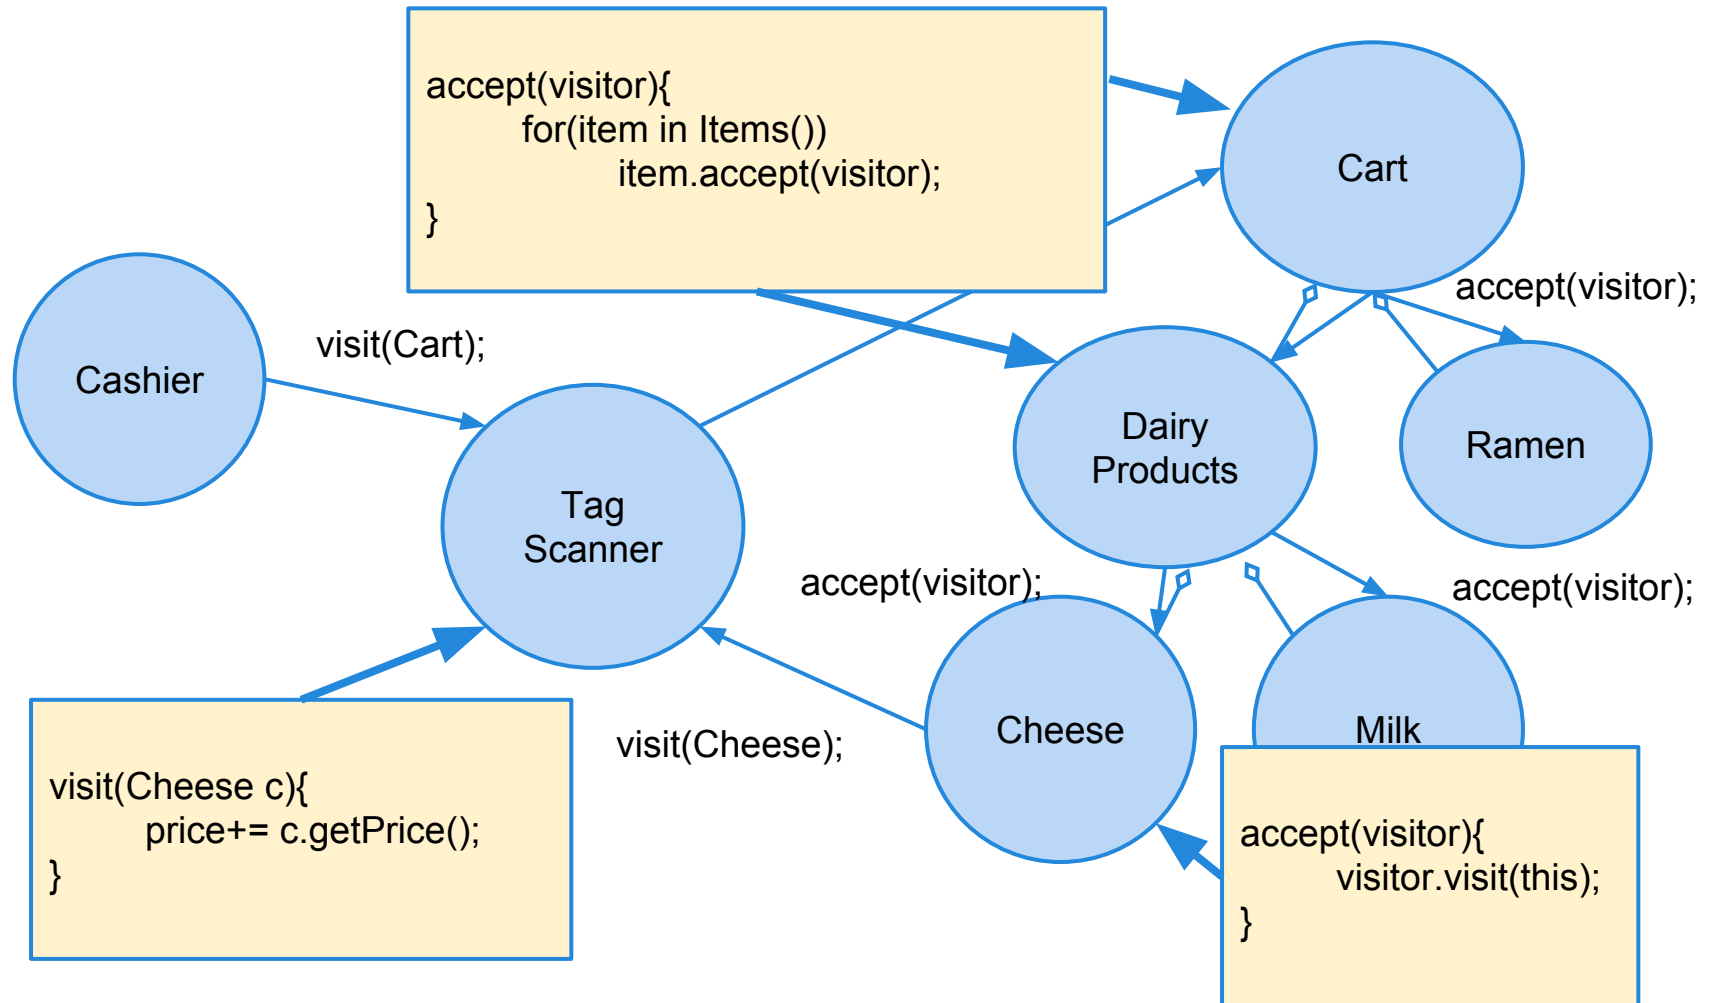 accept(visitor){
for(item in Items())
item.accept(visitor);
}
Cart
accept(visitor);
visit(Cart);
Cashier
Dairy
Products
Ramen
Tag
Scanner
accept(visitor);
accept(visitor);
visit(Cheese);
Cheese
Milk
visit(Cheese c){
price+= c.getPrice();
}
accept(visitor){
visitor.visit(this);
}